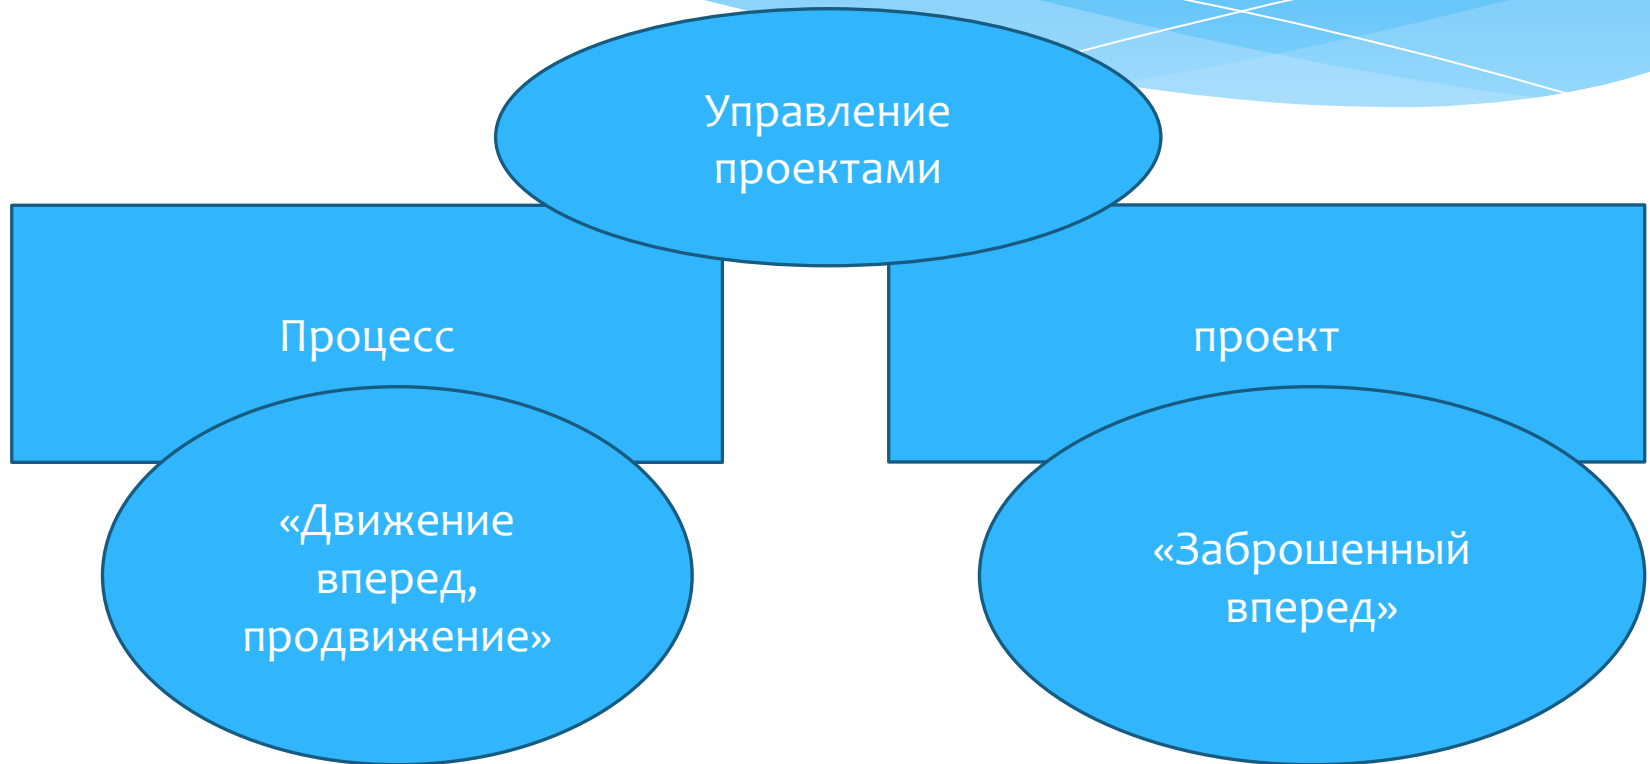 Управление
проектами
Процесс
проект
«Движение
вперед,
продвижение»
«Заброшенный
вперед»